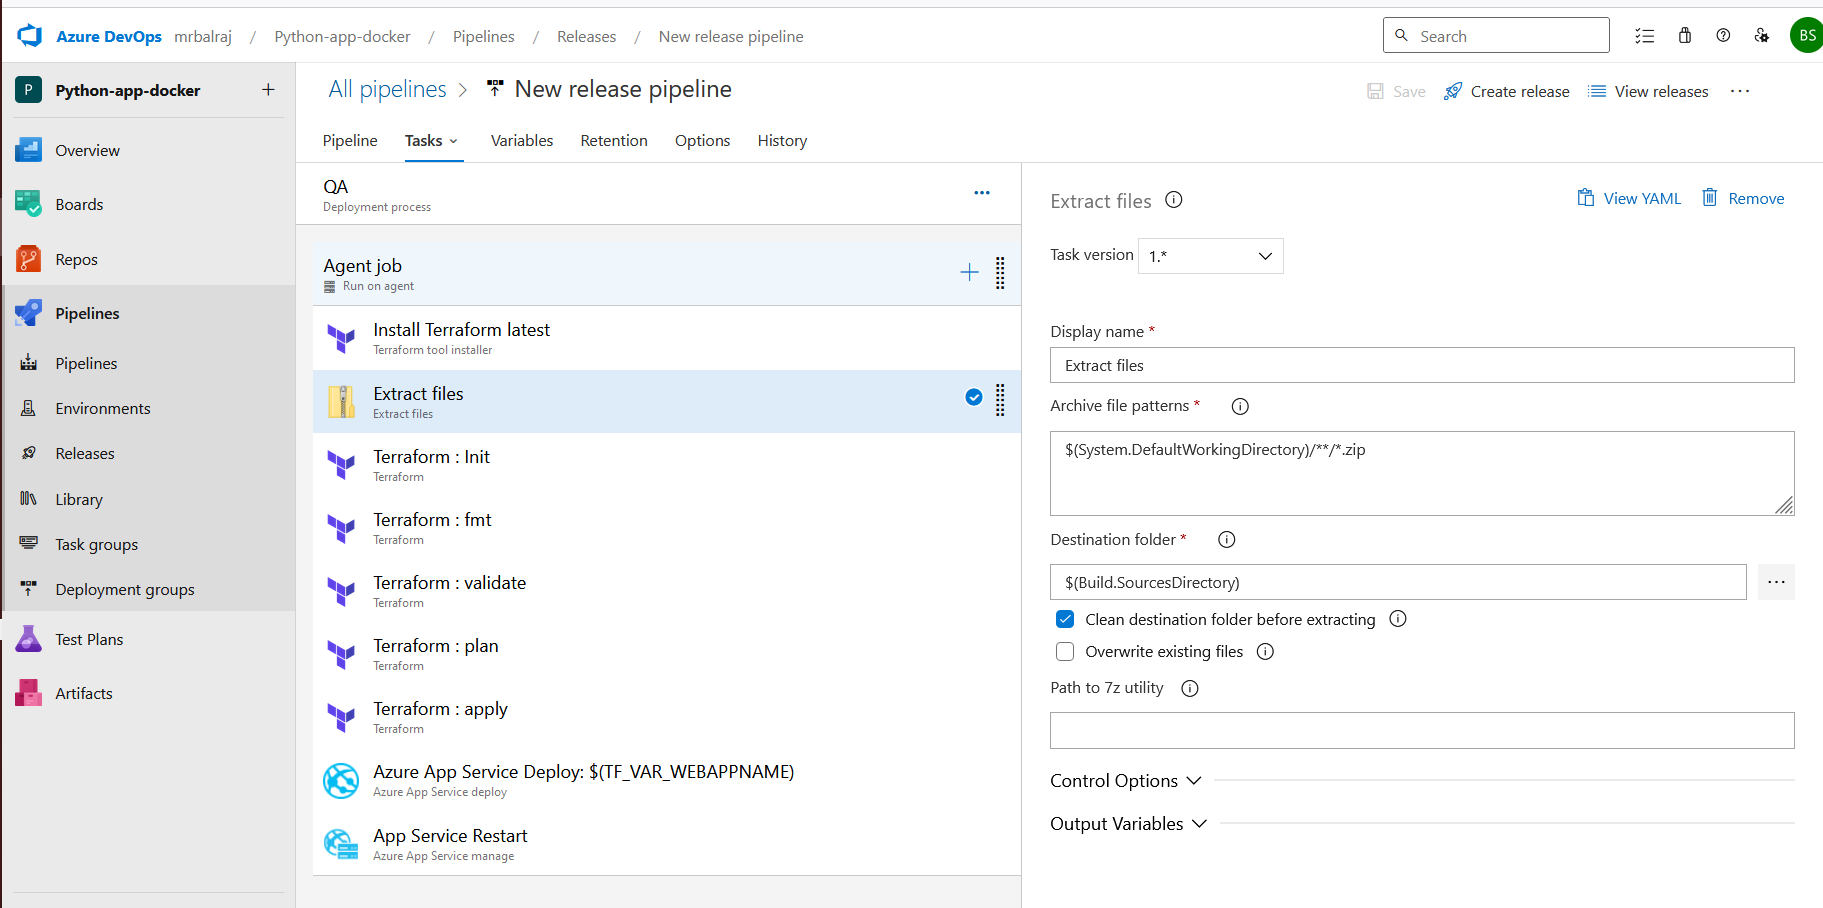 Azure DevOps mrbalraj / Python-app-docker / Pipelines / Releases / New release pipeline
Search
BS
P Python-app-docker +
Overview
Boards
Repos
Pipelines
Pipelines
Environments
Releases
Library
Task groups
Deployment groups
Test Plans
Artifacts
All pipelines > New release pipeline
Save Create release View releases ...
Pipeline Tasks Variables Retention Options History
QA
Deployment process
Agent job
Run on agent
Install Terraform latest
Terraform tool installer
Extract files
Extract files
Terraform : Init
Terraform
Terraform : fmt
Terraform
Terraform : validate
Terraform
Terraform : plan
Terraform
Terraform : apply
Terraform
Azure App Service Deploy: $(TF_VAR_WEBAPPNAME)
Azure App Service deploy
App Service Restart
Azure App Service manage
Extract files
View YAML Remove
Task version 1.*
Display name *
Extract files
Archive file patterns *
$(System.DefaultWorkingDirectory)/**/*.zip
Destination folder *
$(Build.SourcesDirectory)
...
Clean destination folder before extracting
Overwrite existing files
Path to 7z utility
Control Options
Output Variables